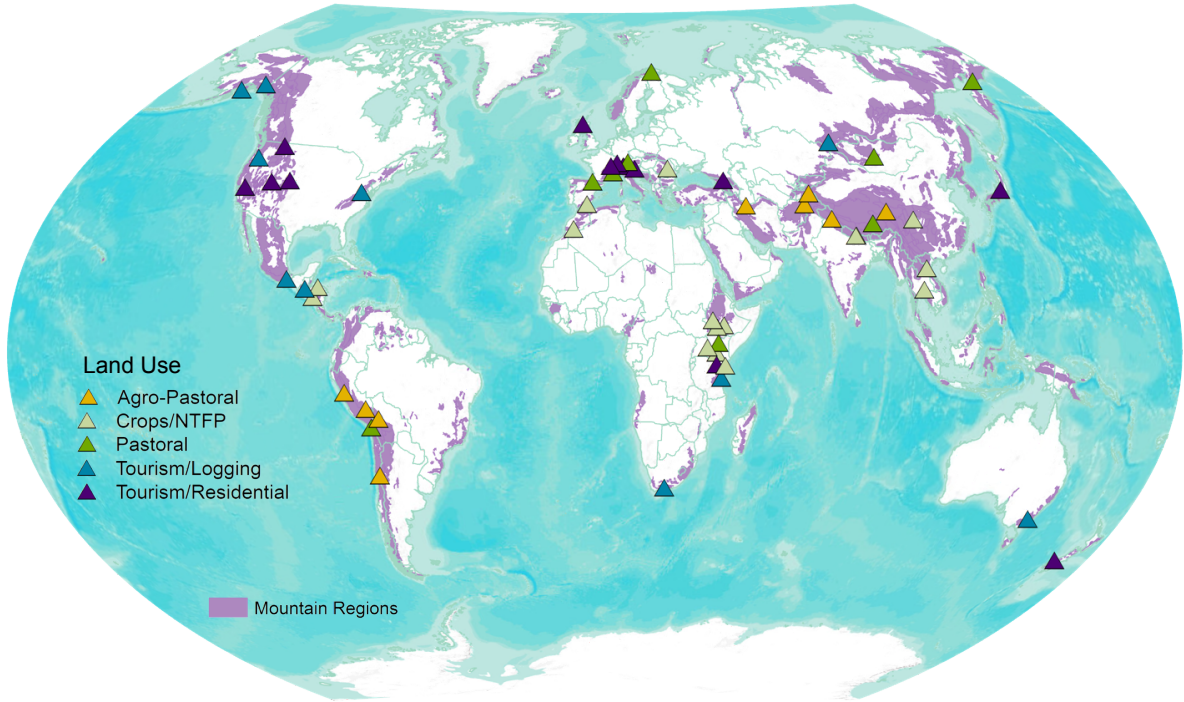 Land Use
Agro-Pastoral
Crops/NTFP
Pastoral
Tourism/Logging
Tourism/Residential
Mountain Regions